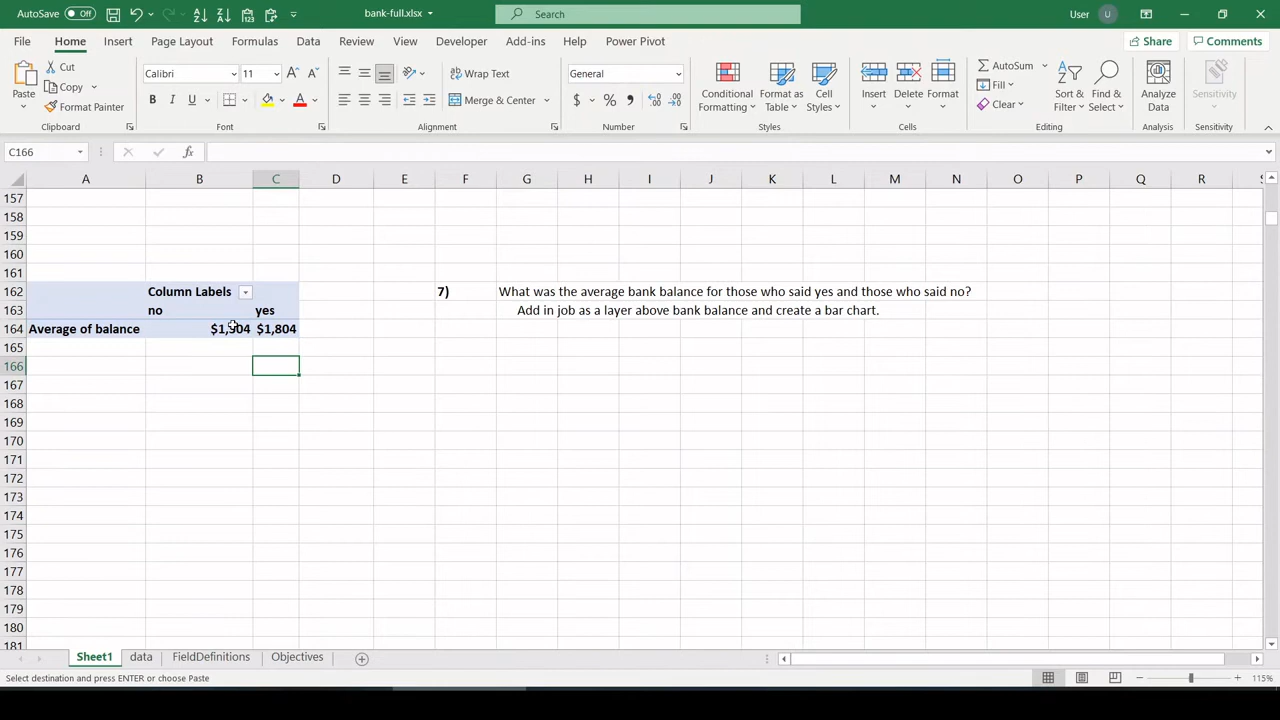 AutoSave Off bank-full.xlsx Search User U
File Home Insert Page Layout Formulas Data Review View Developer Add-ins Help Power Pivot Share Comments
Paste Cut Copy Format Painter Clipboard
Calibri 11 B I U A Font
Wrap Text Merge & Center Alignment
General $ % , Number
Conditional Formatting Format as Table Cell Styles Styles
Insert Delete Format Cells
AutoSum Fill Clear Sort & Filter Find & Select Editing
Analyze Data Analysis
Sensitivity Sensitivity
C166 fx
A B C D E F G H I J K L M N O P Q R S
157
158
159
160
161
162 Column Labels 7) What was the average bank balance for those who said yes and those who said no?
163 no yes Add in job as a layer above bank balance and create a bar chart.
164 Average of balance $1,804
165
166
167
168
169
170
171
172
173
174
175
176
177
178
179
180
181
Sheet1 data FieldDefinitions Objectives
Select destination and press ENTER or choose Paste 115%